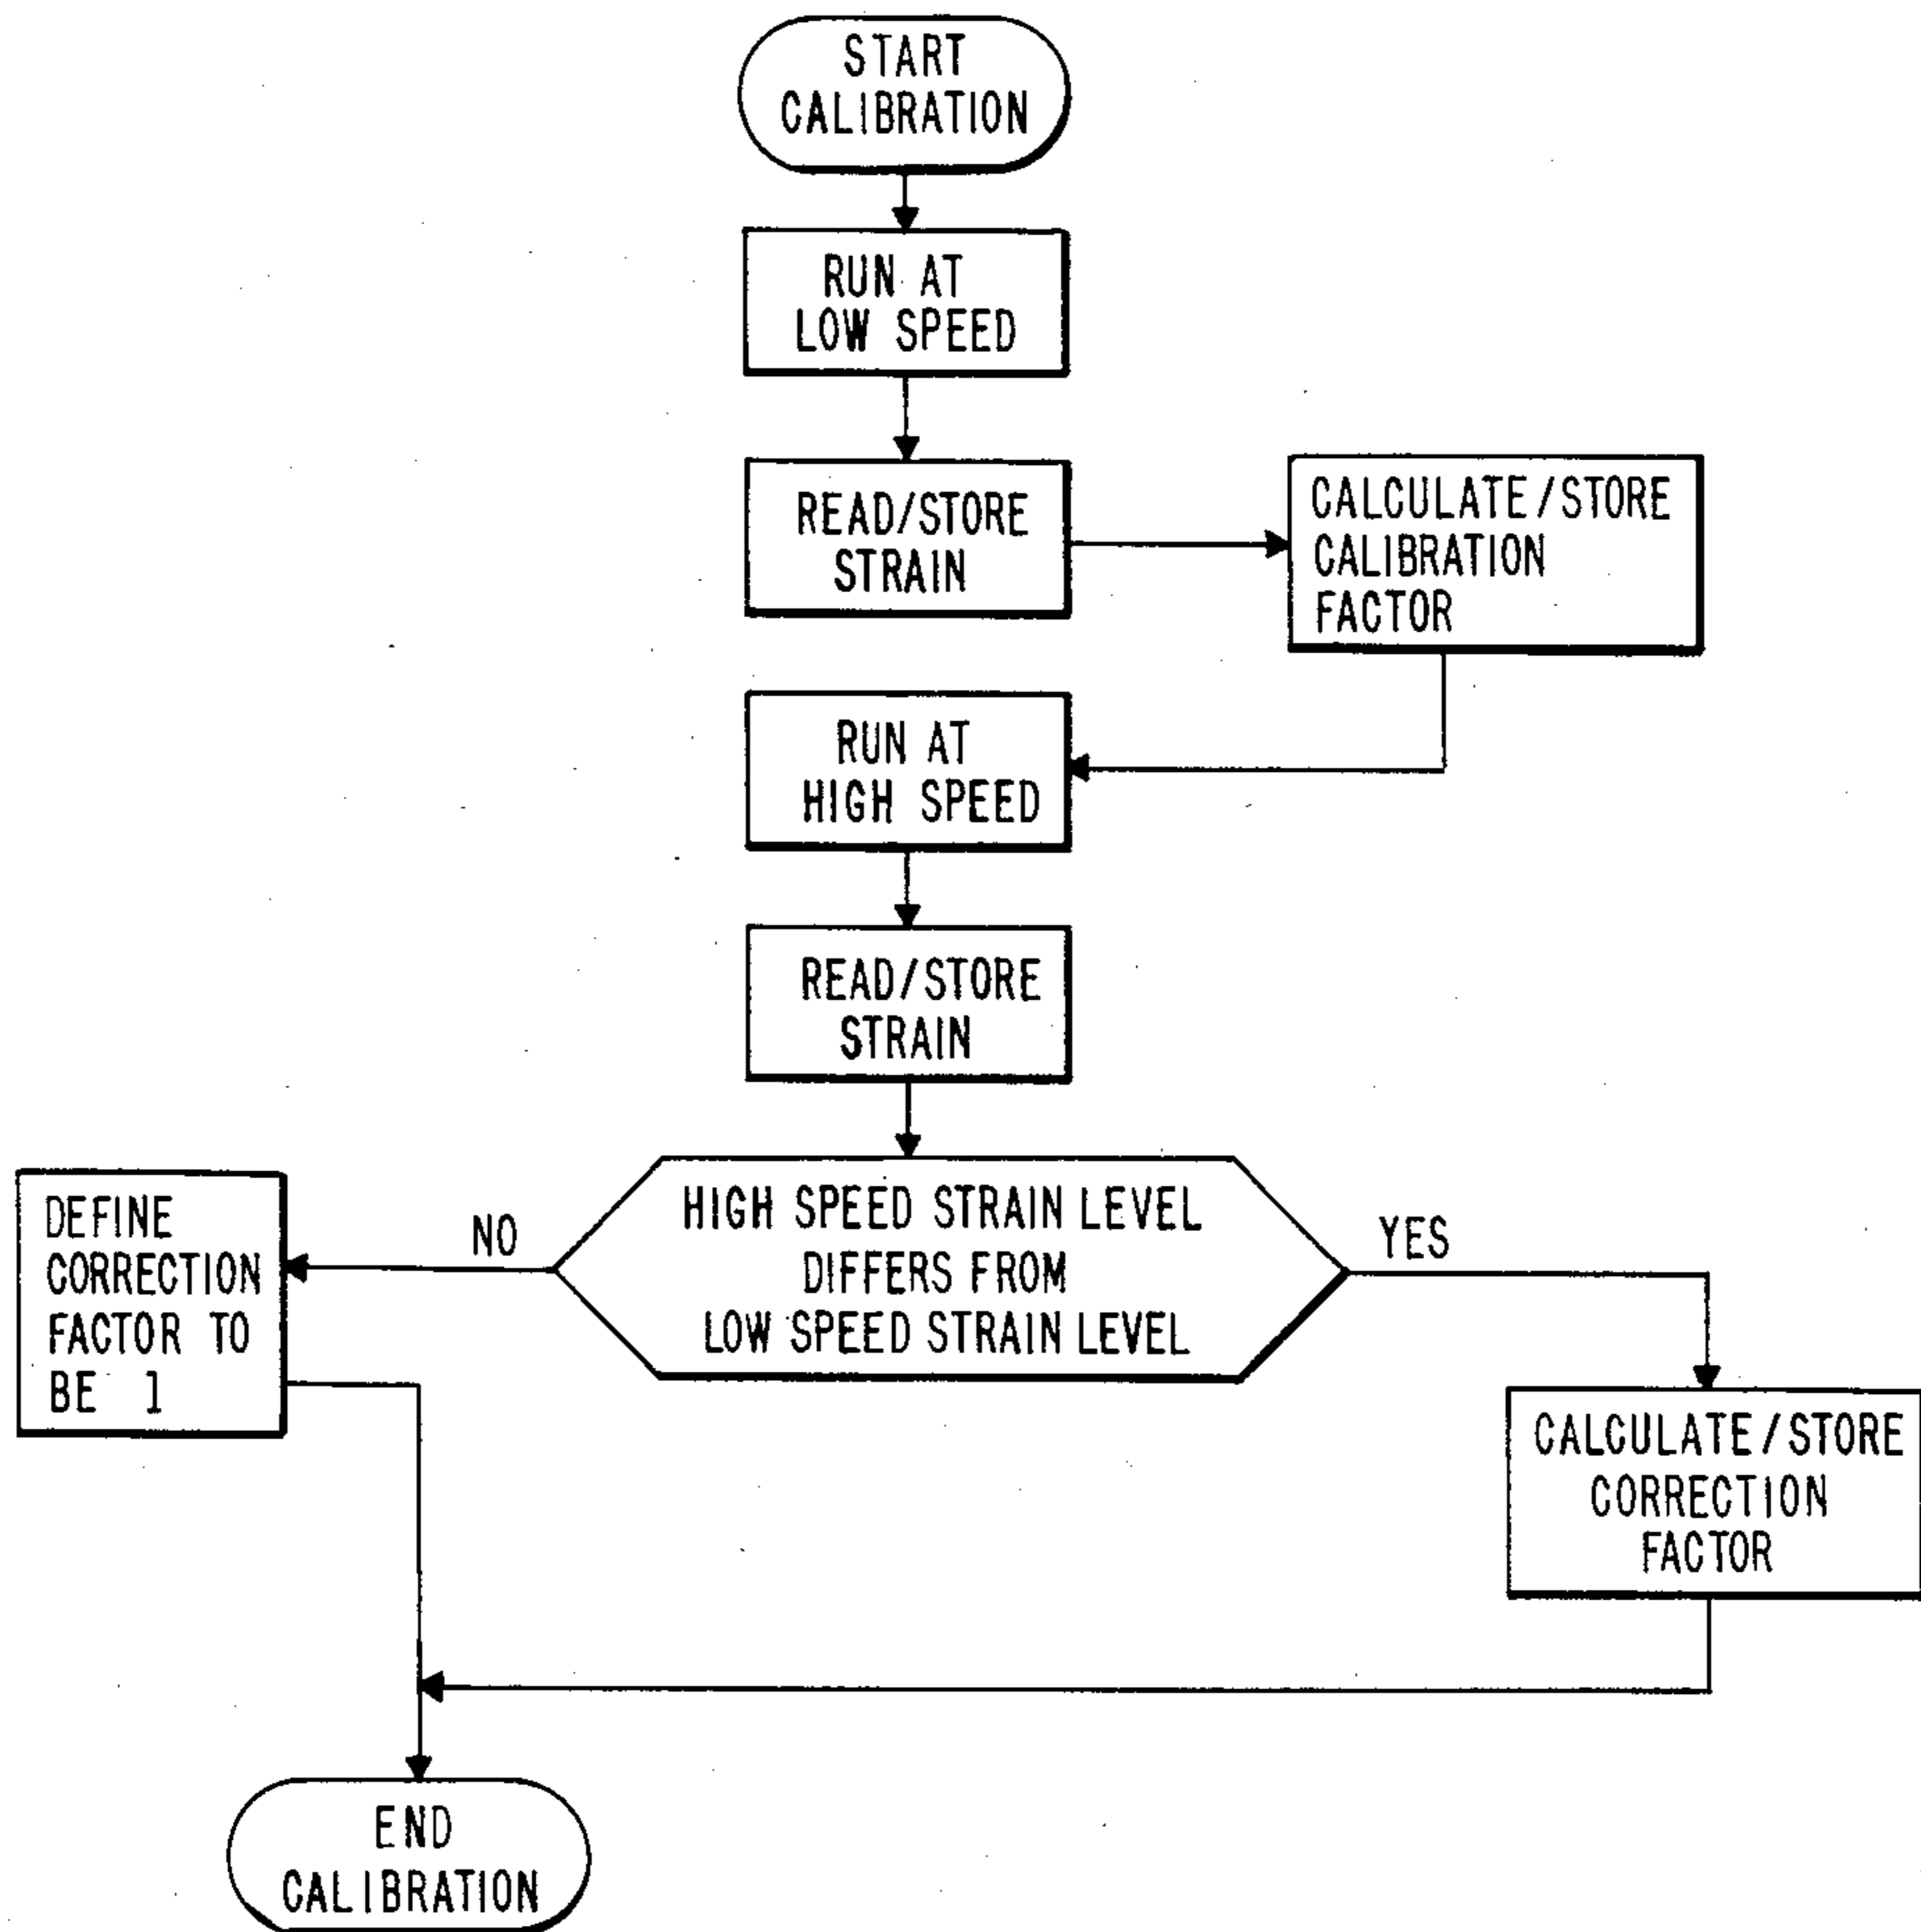 START
CALIBRATION
RUN AT
LOW SPEED
READ/STORE
STRAIN
CALCULATE/STORE
CALIBRATION
FACTOR
RUN AT
HIGH SPEED
READ/STORE
STRAIN
HIGH SPEED STRAIN LEVEL
DIFFERS FROM
LOW SPEED STRAIN LEVEL
NO
YES
DEFINE
CORRECTION
FACTOR TO
BE 1
CALCULATE/STORE
CORRECTION
FACTOR
END
CALIBRATION